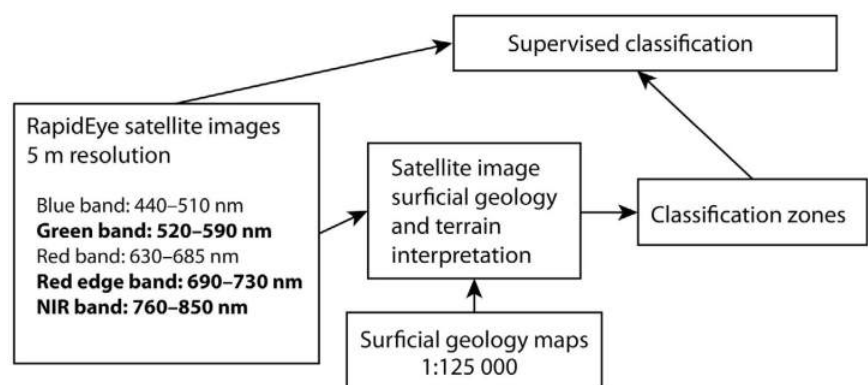 Supervised classification
RapidEye satellite images
5 m resolution
Blue band: 440–510 nm
Green band: 520–590 nm
Red band: 630–685 nm
Red edge band: 690–730 nm
NIR band: 760–850 nm
Satellite image
surficial geology
and terrain
interpretation
Classification zones
Surficial geology maps
1:125 000